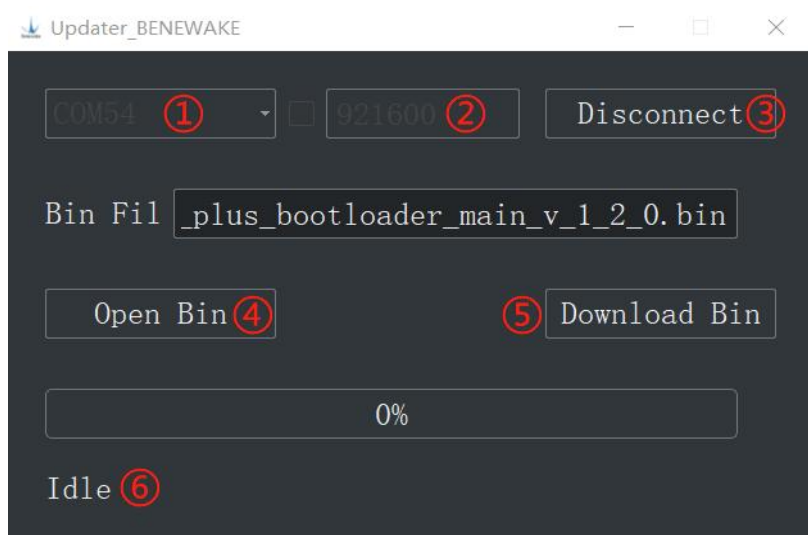 Updater_BENEWAKE
COM54 ① 921600 ② Disconnect ③
Bin Fil _plus_bootloader_main_v_1_2_0.bin
Open Bin ④ ⑤ Download Bin
0%
Idle ⑥